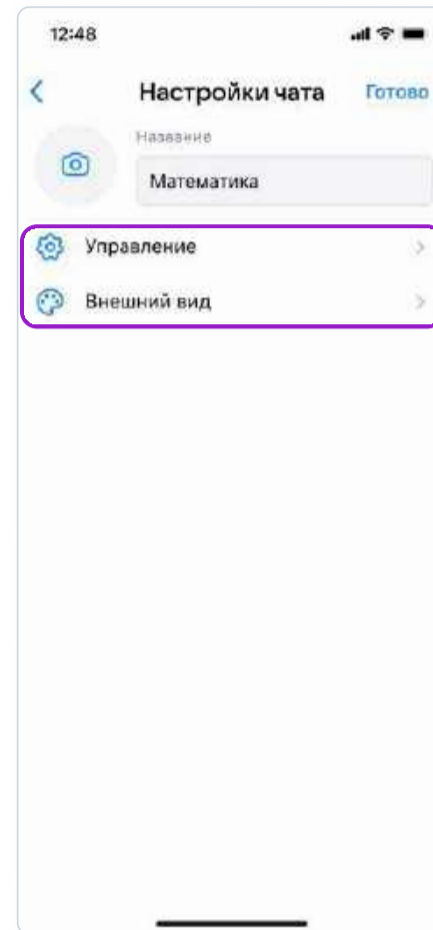 12:48
Настройки чата Готово
Название
Математика
Управление
Внешний вид